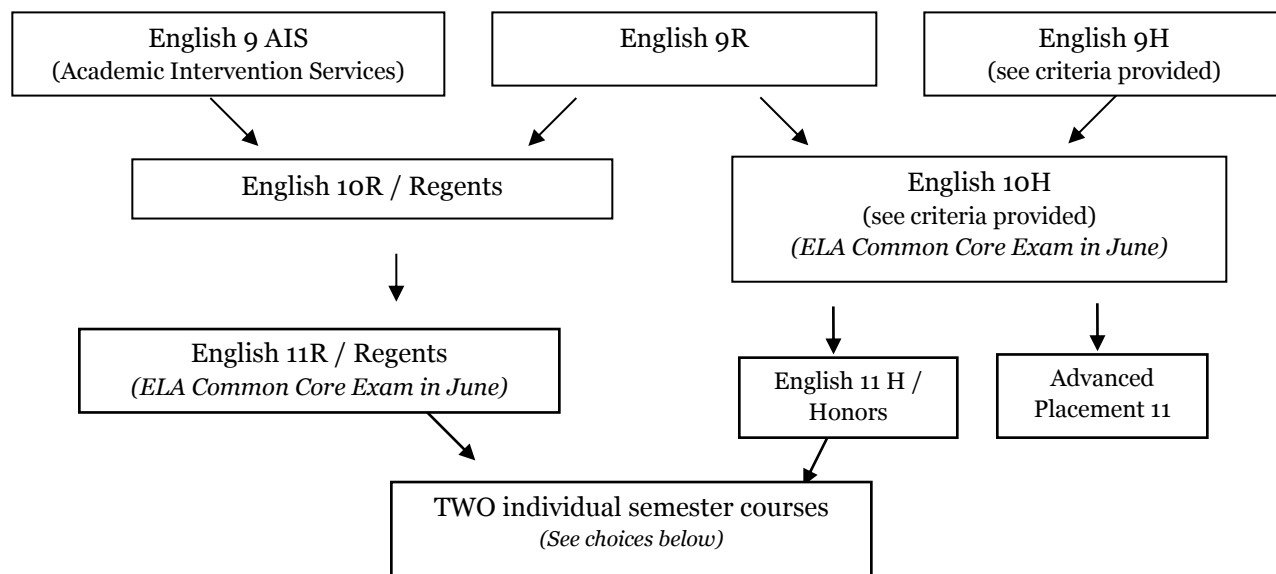 English 9 AIS
(Academic Intervention Services)
English 9R
English 9H
(see criteria provided)
English 10R / Regents
English 10H
(see criteria provided)
(ELA Common Core Exam in June)
English 11R / Regents
(ELA Common Core Exam in June)
English 11 H /
Honors
Advanced
Placement 11
TWO individual semester courses
(See choices below)